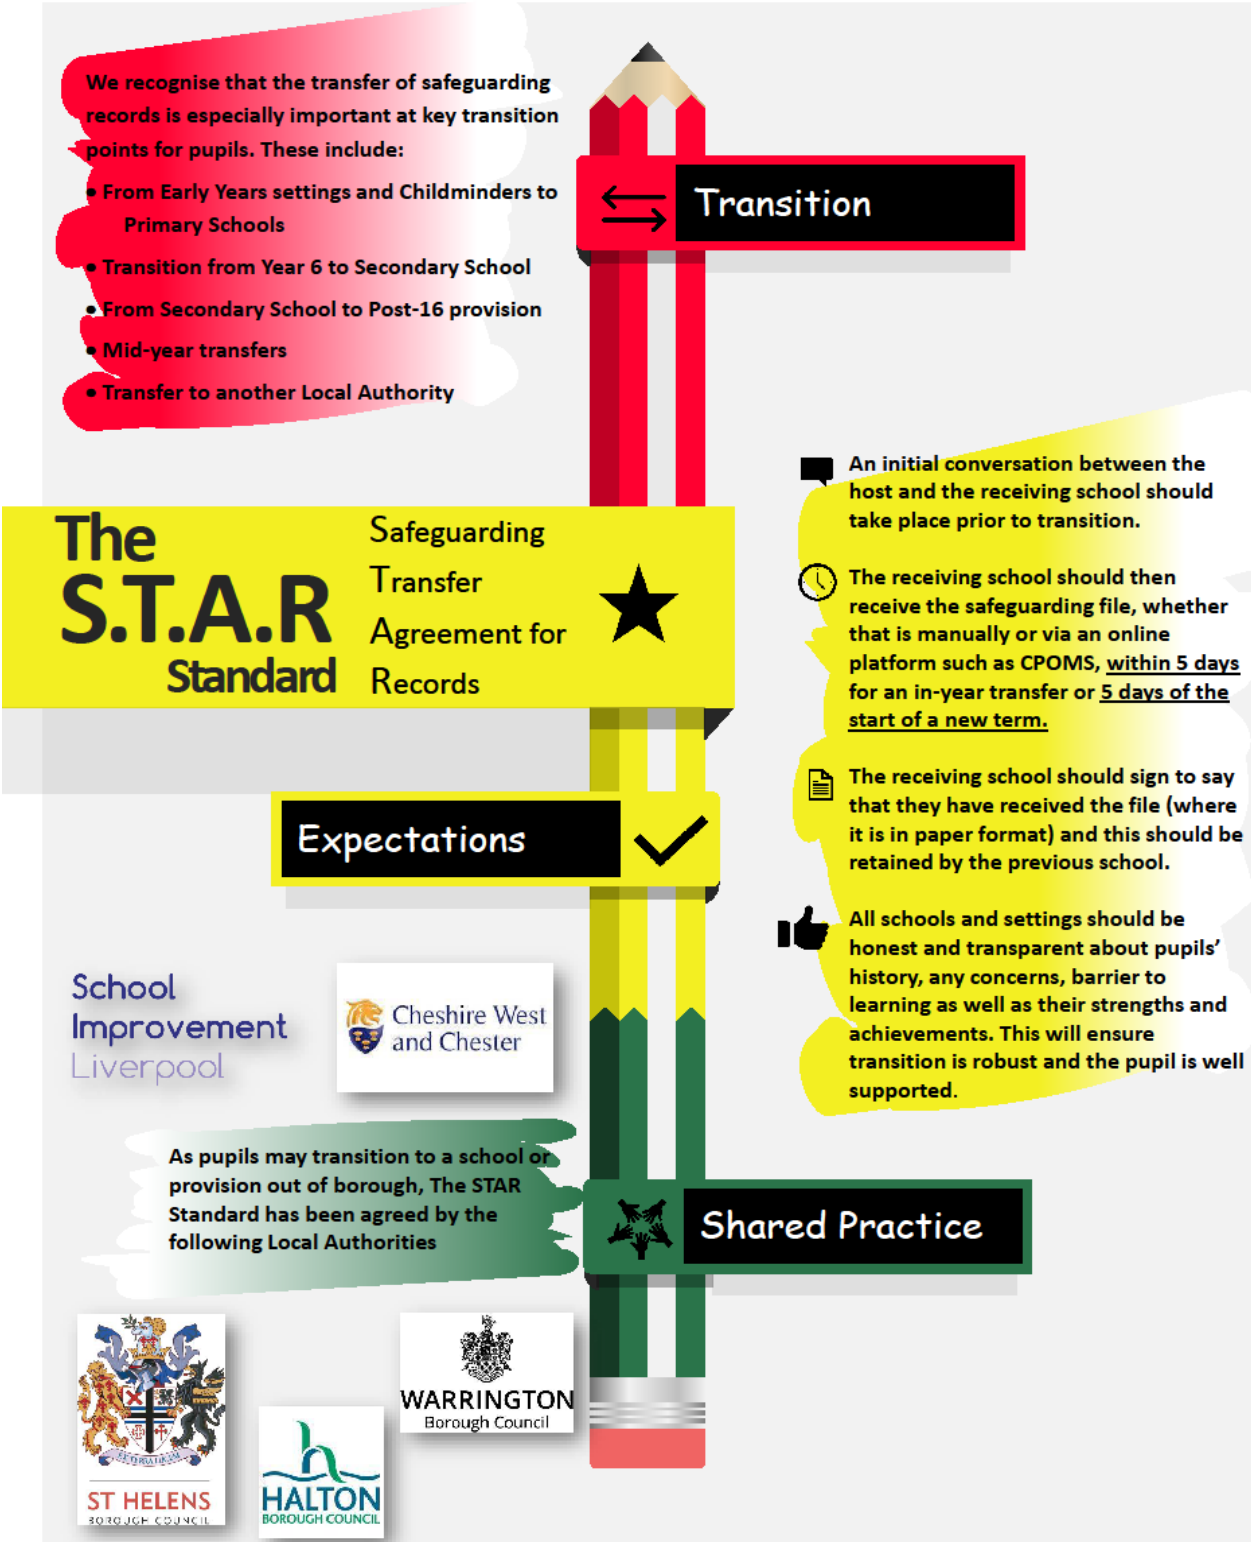 We recognise that the transfer of safeguarding
records is especially important at key transition
points for pupils. These include:
• From Early Years settings and Childminders to
Primary Schools
• Transition from Year 6 to Secondary School
• From Secondary School to Post-16 provision
• Mid-year transfers
• Transfer to another Local Authority
Transition
The
S.T.A.R
Standard
Safeguarding
Transfer
Agreement for
Records
An initial conversation between the
host and the receiving school should
take place prior to transition.
The receiving school should then
receive the safeguarding file, whether
that is manually or via an online
platform such as CPOMS, within 5 days
for an in-year transfer or 5 days of the
start of a new term.
The receiving school should sign to say
that they have received the file (where
it is in paper format) and this should be
retained by the previous school.
All schools and settings should be
honest and transparent about pupils'
history, any concerns, barrier to
learning as well as their strengths and
achievements. This will ensure
transition is robust and the pupil is well
supported.
Expectations
School
Improvement
Liverpool
Cheshire West
and Chester
As pupils may transition to a school or
provision out of borough, The STAR
Standard has been agreed by the
following Local Authorities
Shared Practice
ST HELENS
BOROUGH COUNCIL
HALTON
BOROUGH COUNCIL
WARRINGTON
Borough Council